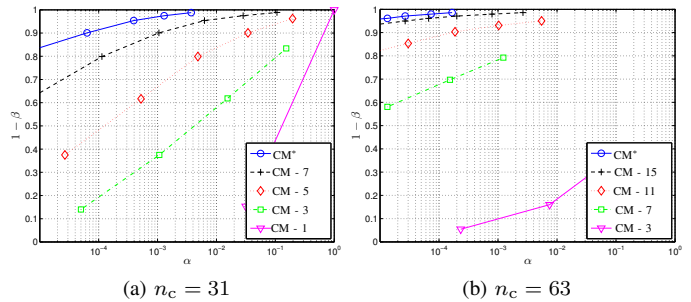 1
0.9
0.8
0.7
0.6
0.5
0.4
0.3
0.2
0.1
0
1 − β
10⁻⁴
10⁻³
10⁻²
10⁻¹
10⁰
α
CM*
CM - 7
CM - 5
CM - 3
CM - 1
(a) n_c = 31
1
0.9
0.8
0.7
0.6
0.5
0.4
0.3
0.2
0.1
0
1 − β
10⁻⁴
10⁻³
10⁻²
10⁻¹
10⁰
α
CM*
CM - 15
CM - 11
CM - 7
CM - 3
(b) n_c = 63